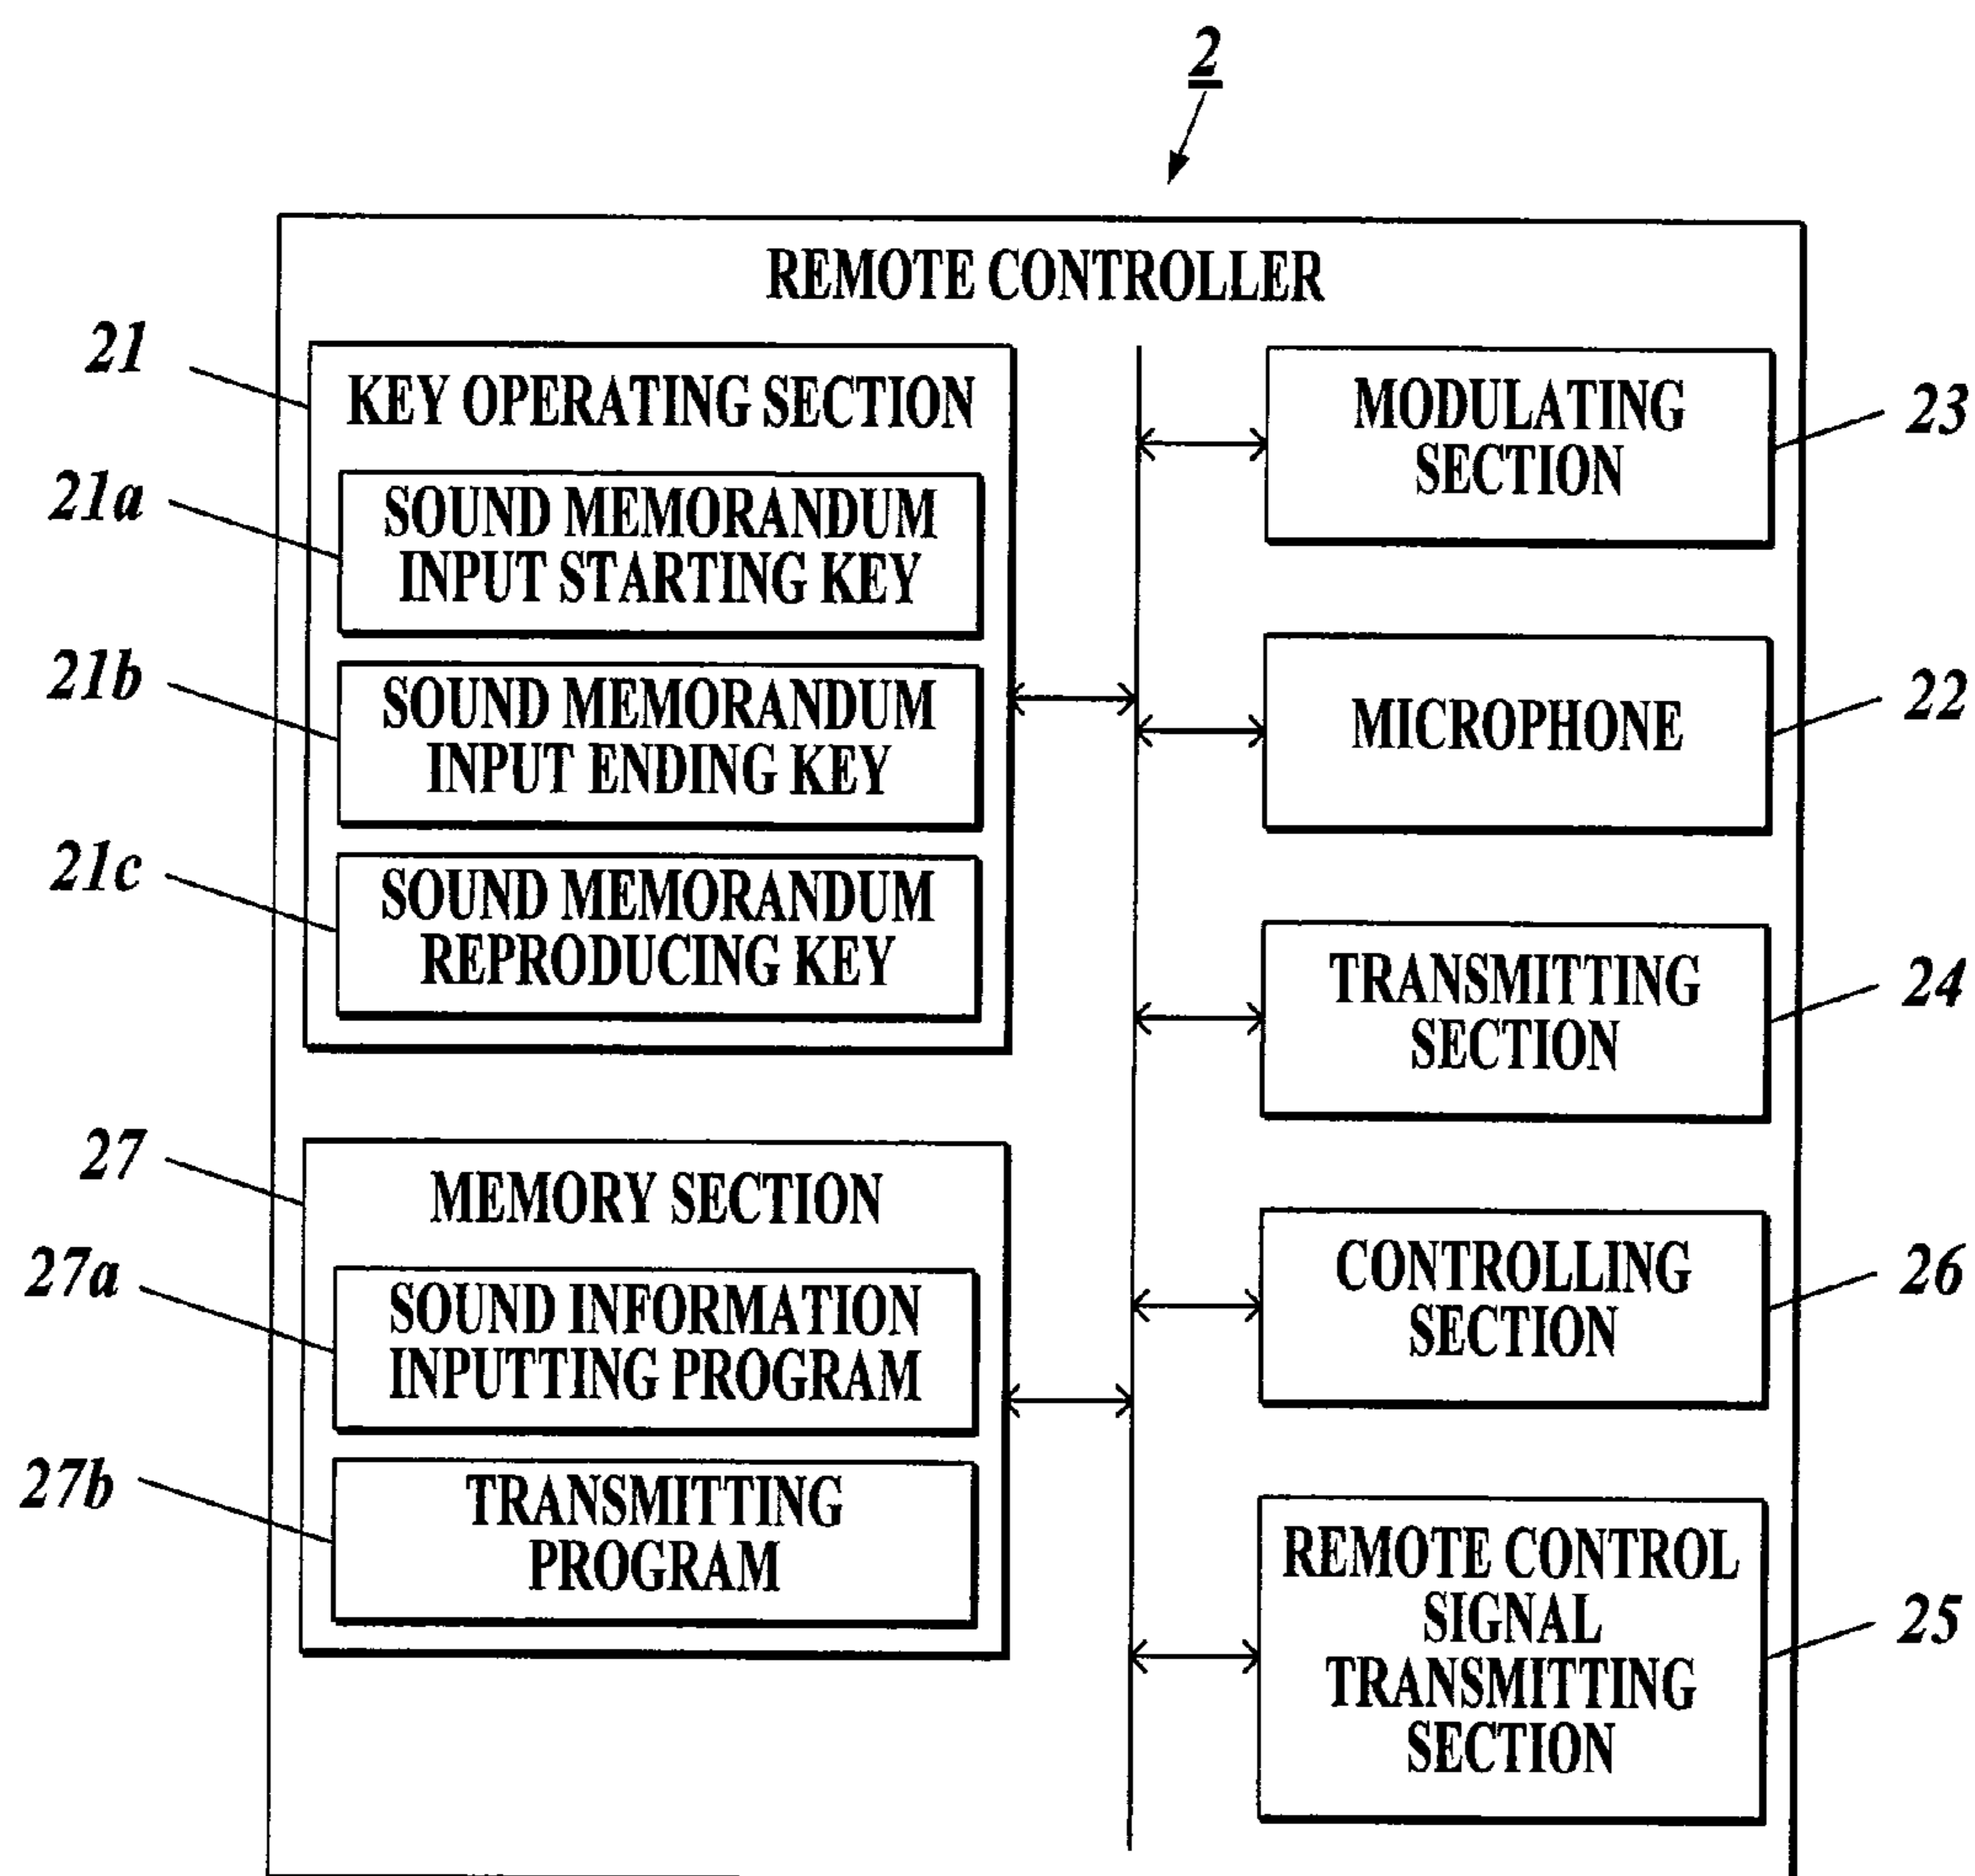 2
REMOTE CONTROLLER
21
KEY OPERATING SECTION
21a
SOUND MEMORANDUM
INPUT STARTING KEY
21b
SOUND MEMORANDUM
INPUT ENDING KEY
21c
SOUND MEMORANDUM
REPRODUCING KEY
27
MEMORY SECTION
27a
SOUND INFORMATION
INPUTTING PROGRAM
27b
TRANSMITTING
PROGRAM
MODULATING
SECTION
23
MICROPHONE
22
TRANSMITTING
SECTION
24
CONTROLLING
SECTION
26
REMOTE CONTROL
SIGNAL
TRANSMITTING
SECTION
25